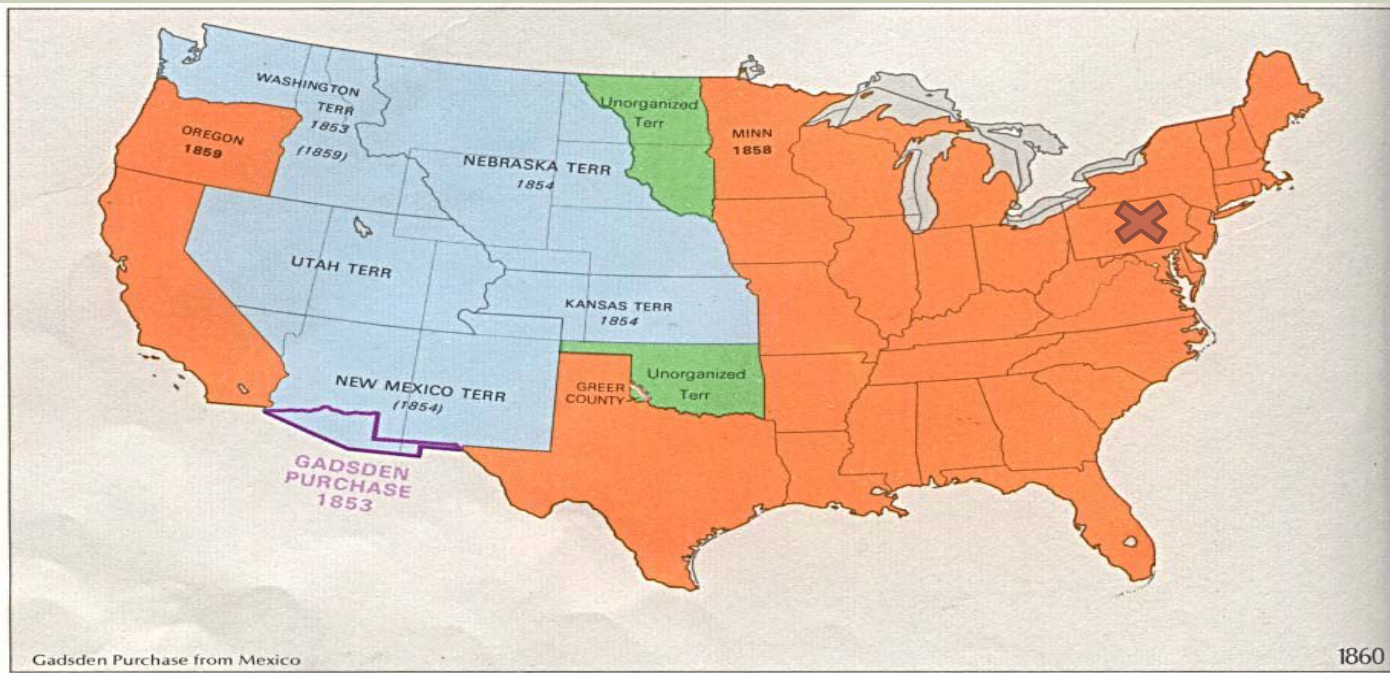 WASHINGTON
TERR
1853
(1859)
OREGON
1859
NEBRASKA TERR
1854
Unorganized
Terr
MINN
1858
UTAH TERR
KANSAS TERR
1854
NEW MEXICO TERR
(1854)
GREER
COUNTY
Unorganized
Terr
GADSDEN
PURCHASE
1853
Gadsden Purchase from Mexico
1860